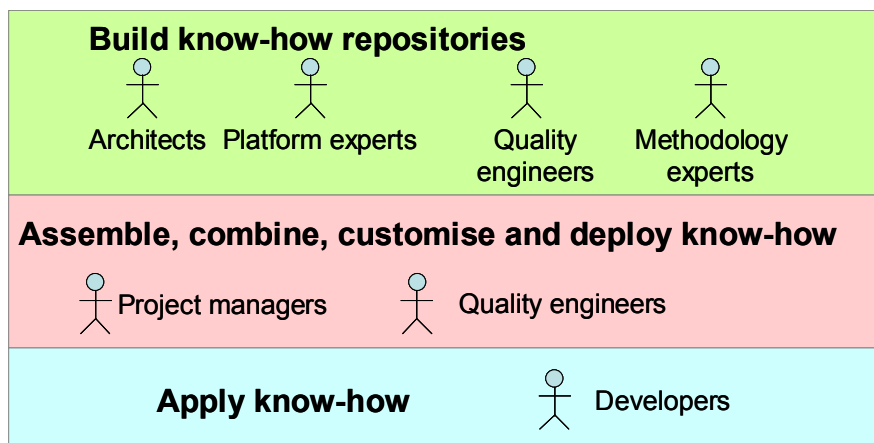 Build know-how repositories
Architects Platform experts Quality engineers Methodology experts
Assemble, combine, customise and deploy know-how
Project managers Quality engineers
Apply know-how Developers